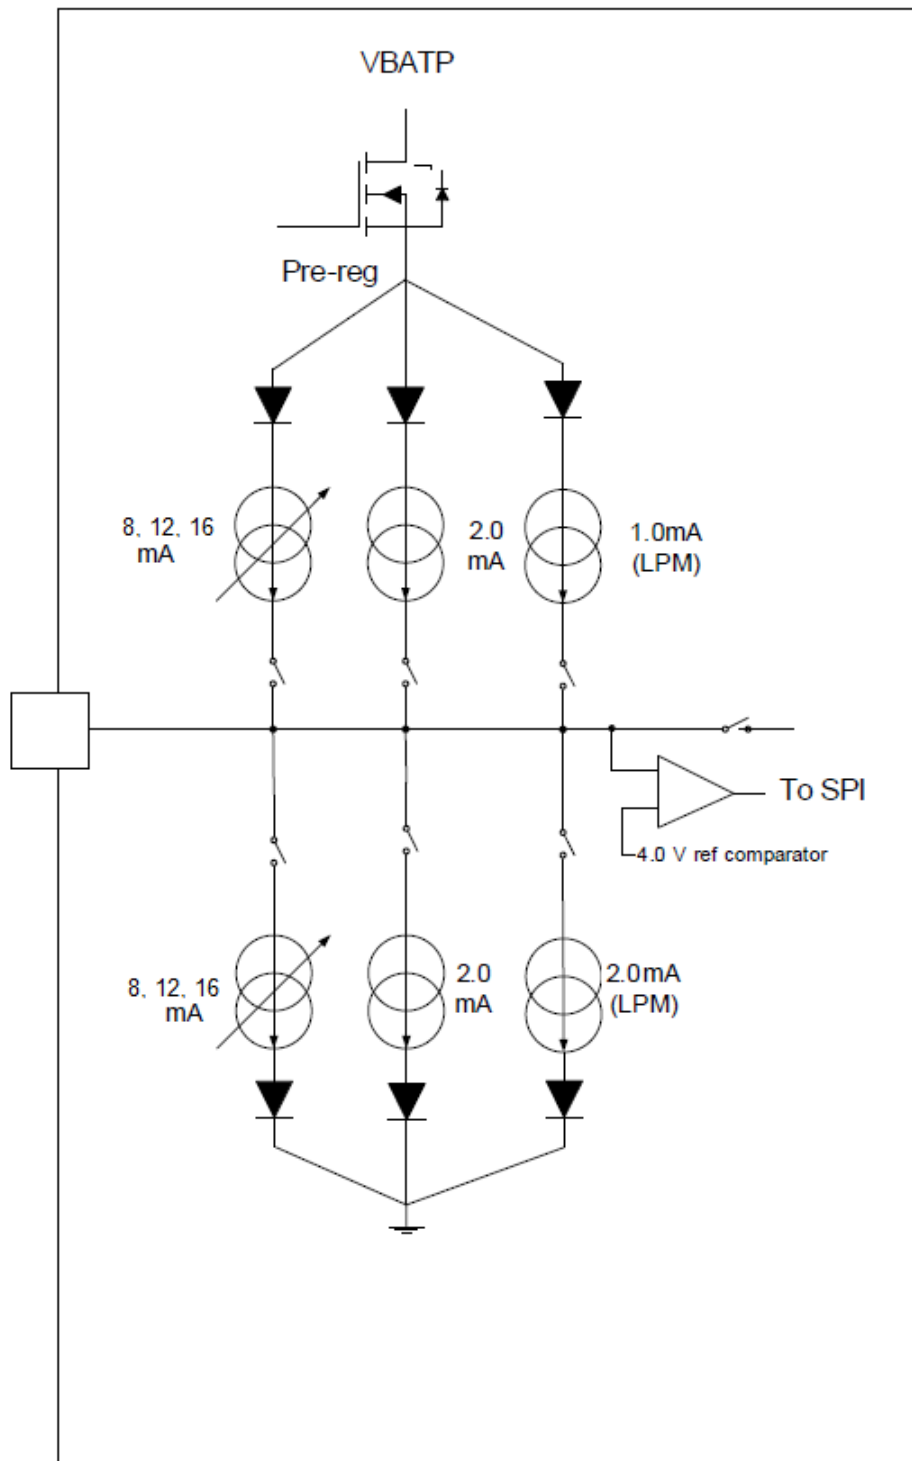 VBATP
Pre-reg
8, 12, 16
mA
2.0
mA
1.0mA
(LPM)
To SPI
4.0 V ref comparator
8, 12, 16
mA
2.0
mA
2.0mA
(LPM)